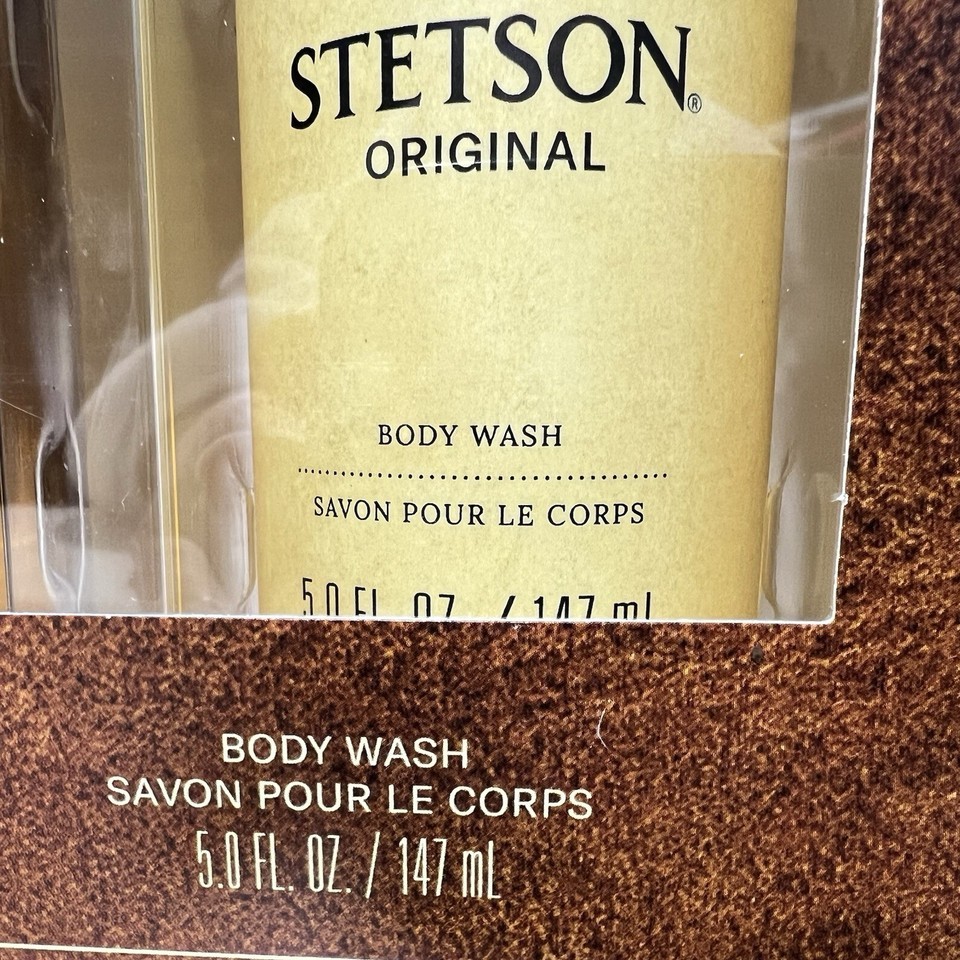 STETSON®
ORIGINAL
BODY WASH
SAVON POUR LE CORPS
5.0 FL. OZ. / 147 mL
BODY WASH
SAVON POUR LE CORPS
5.0 FL. OZ. / 147 mL